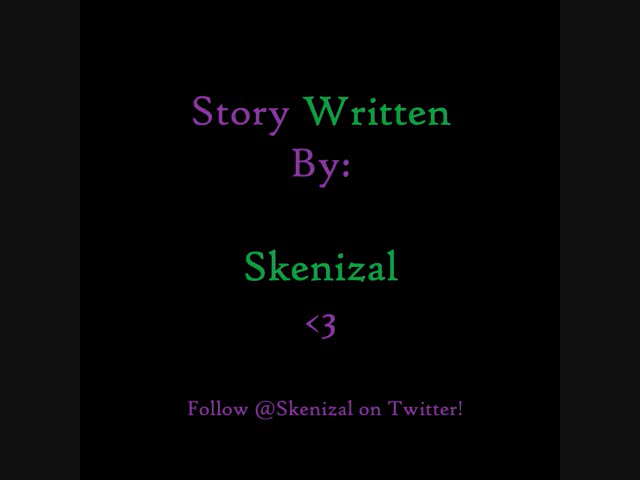 Story Written
By:
Skenizal
<3
Follow @Skenizal on Twitter!